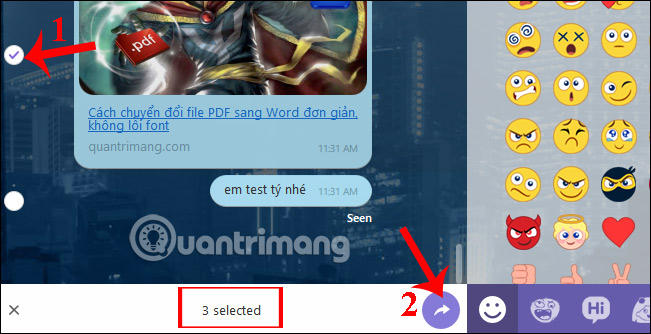 1
.pdf
Cách chuyển đổi file PDF sang Word đơn giản,
không lỗi font
quantrimang.com 11:31 AM
em test tý nhé 11:31 AM
Seen
Quantrimang
3 selected
2
Hi